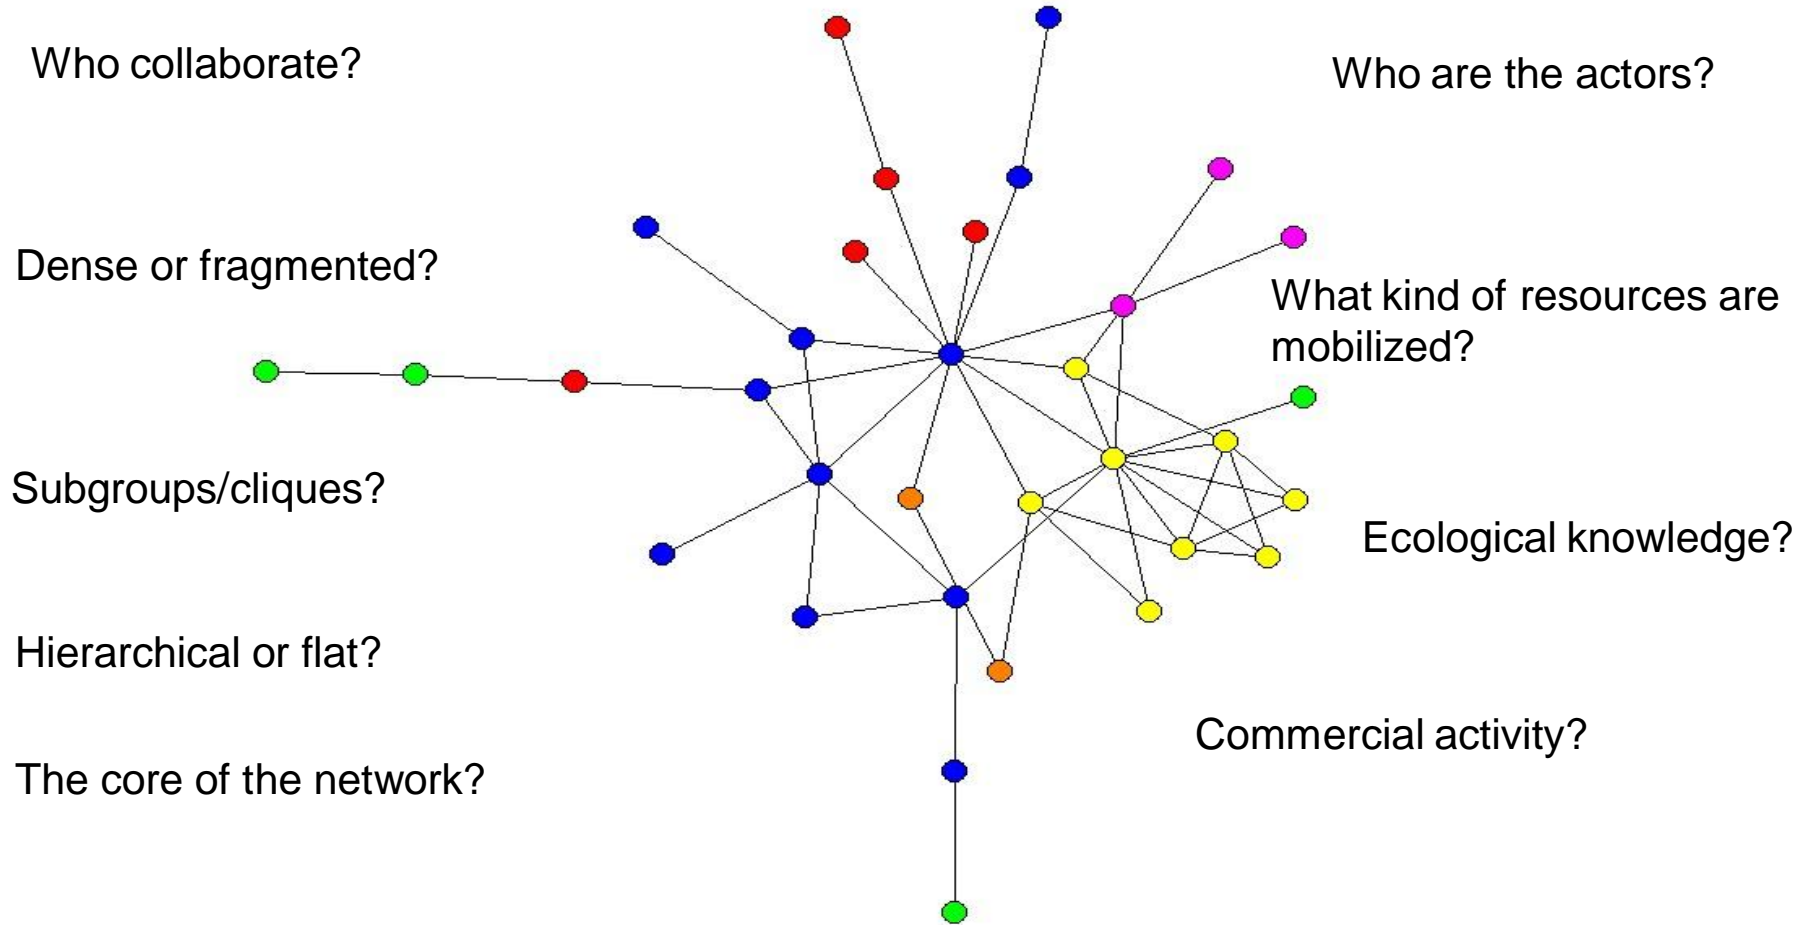 Who collaborate?
Who are the actors?
Dense or fragmented?
What kind of resources are
mobilized?
Subgroups/cliques?
Ecological knowledge?
Hierarchical or flat?
Commercial activity?
The core of the network?